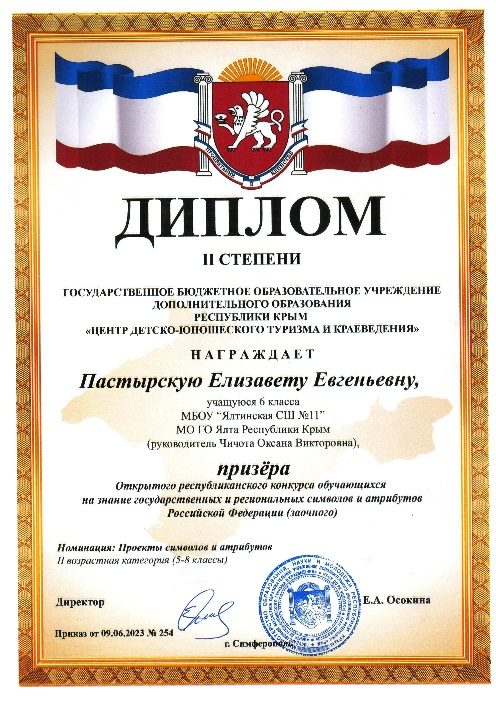 ДИПЛОМ
II СТЕПЕНИ
ГОСУДАРСТВЕННОЕ БЮДЖЕТНОЕ ОБРАЗОВАТЕЛЬНОЕ УЧРЕЖДЕНИЕ
ДОПОЛНИТЕЛЬНОГО ОБРАЗОВАНИЯ
РЕСПУБЛИКИ КРЫМ
«ЦЕНТР ДЕТСКО-ЮНОШЕСКОГО ТУРИЗМА И КРАЕВЕДЕНИЯ»
НАГРАЖДАЕТ
Пастырскую Елизавету Евгеньевну,
учащуюся 6 класса
МБОУ “Ялтинская СШ №11”
МО ГО Ялта Республики Крым
(руководитель Чичота Оксана Викторовна),
призёра
Открытого республиканского конкурса обучающихся
на знание государственных и региональных символов и атрибутов
Российской Федерации (заочного)
Номинация: Проекты символов и атрибутов
II возрастная категория (5-8 классы)
Директор
Е.А. Осокина
Приказ от 09.06.2023 № 254
г. Симферополь